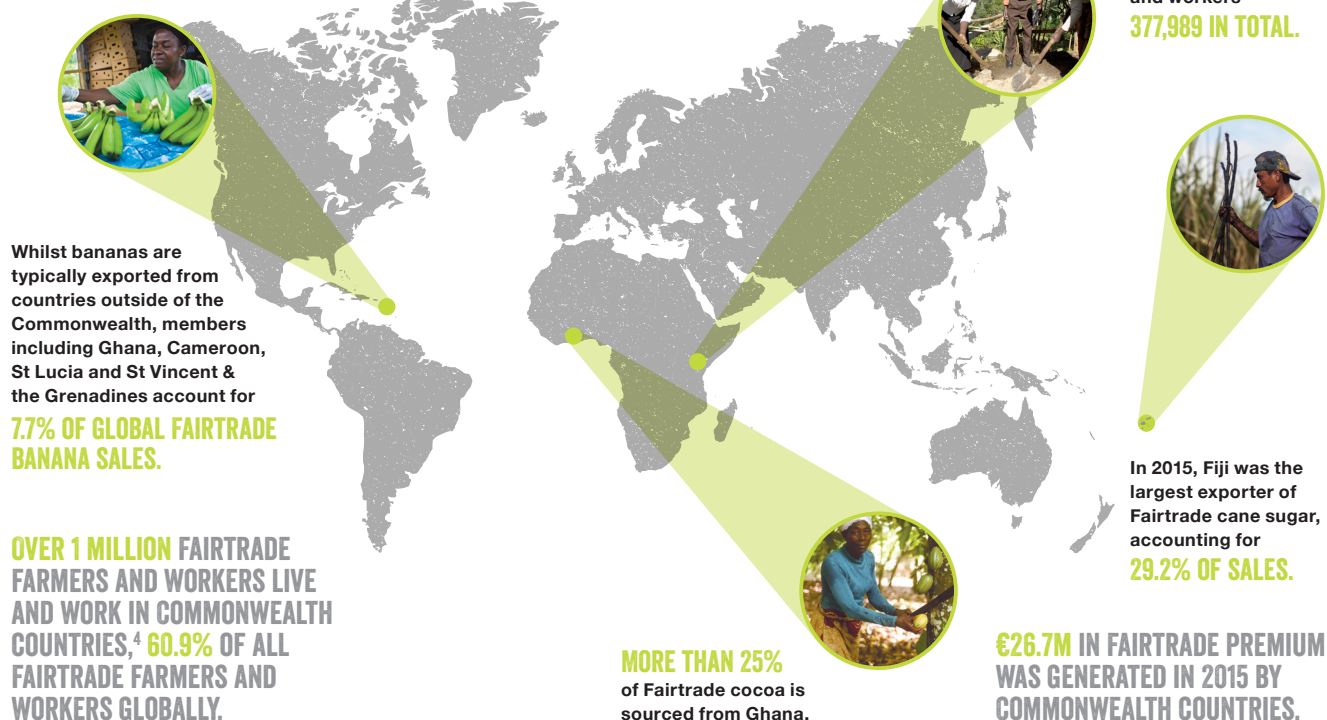 and workers
377,989 IN TOTAL.
Whilst bananas are
typically exported from
countries outside of the
Commonwealth, members
including Ghana, Cameroon,
St Lucia and St Vincent &
the Grenadines account for
7.7% OF GLOBAL FAIRTRADE
BANANA SALES.
OVER 1 MILLION FAIRTRADE
FARMERS AND WORKERS LIVE
AND WORK IN COMMONWEALTH
COUNTRIES,4 60.9% OF ALL
FAIRTRADE FARMERS AND
WORKERS GLOBALLY.
MORE THAN 25%
of Fairtrade cocoa is
sourced from Ghana.
In 2015, Fiji was the
largest exporter of
Fairtrade cane sugar,
accounting for
29.2% OF SALES.
€26.7M IN FAIRTRADE PREMIUM
WAS GENERATED IN 2015 BY
COMMONWEALTH COUNTRIES.